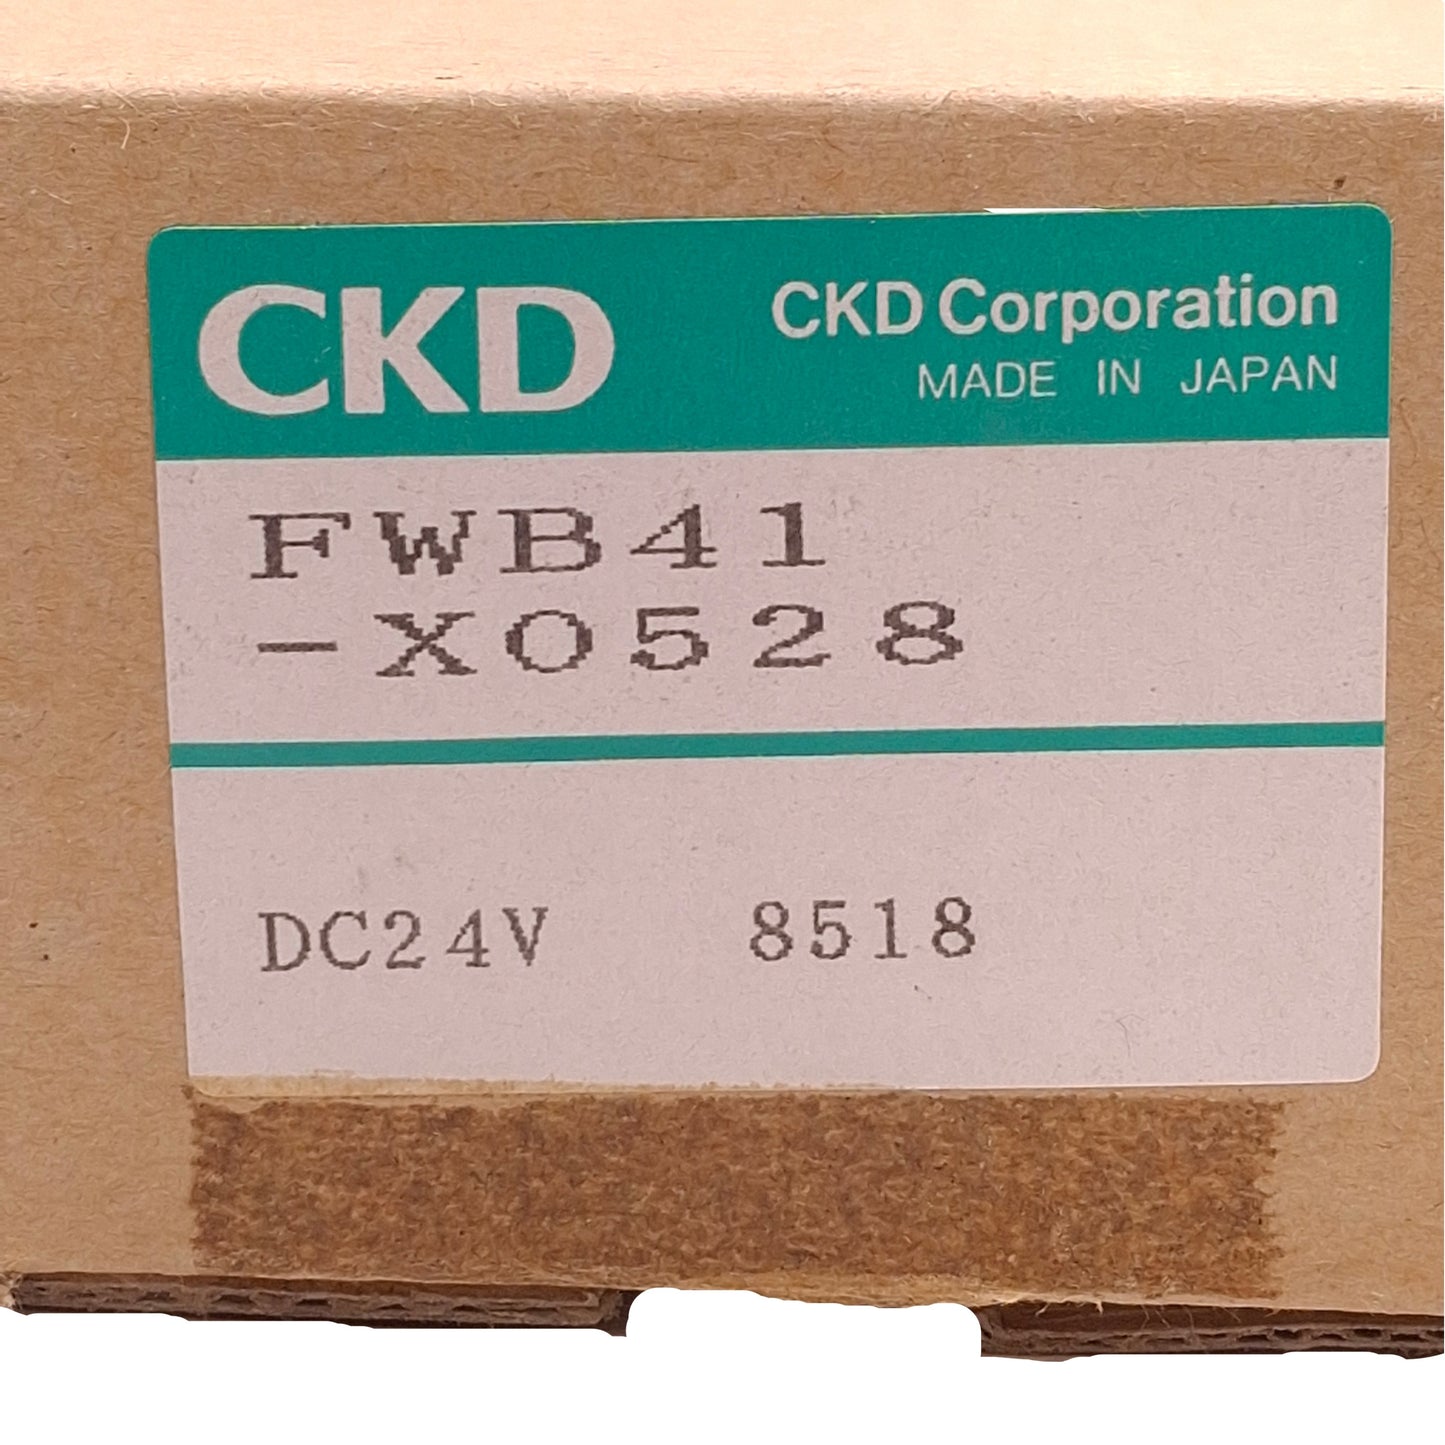 CKD
CKD Corporation
MADE IN JAPAN
FWB41
-X0528
DC24V 8518